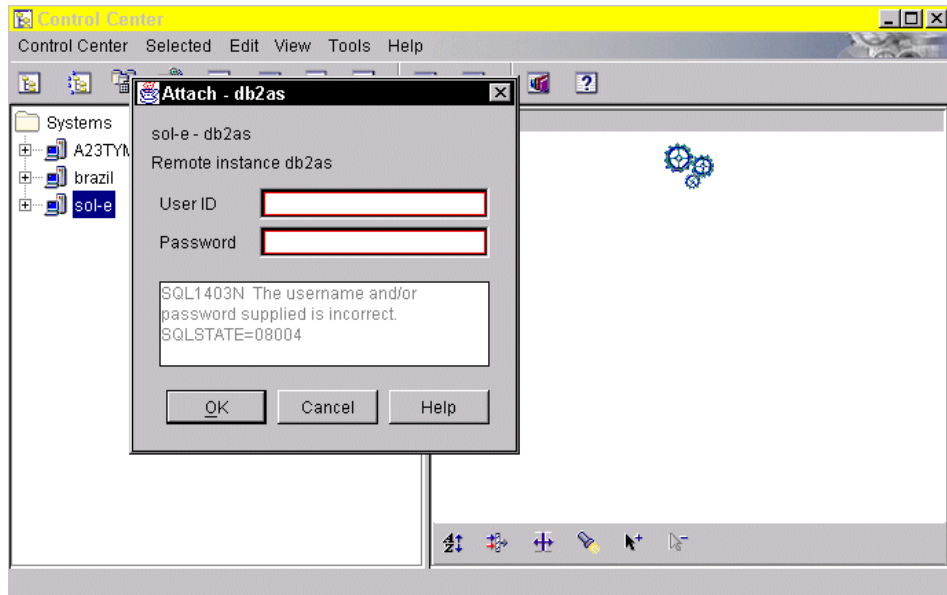 Control Center
Control Center Selected Edit View Tools Help
Systems
A23TY
brazil
sol-e
Attach - db2as
sol-e - db2as
Remote instance db2as
User ID
Password
SQL1403N The username and/or
password supplied is incorrect.
SQLSTATE=08004
OK Cancel Help